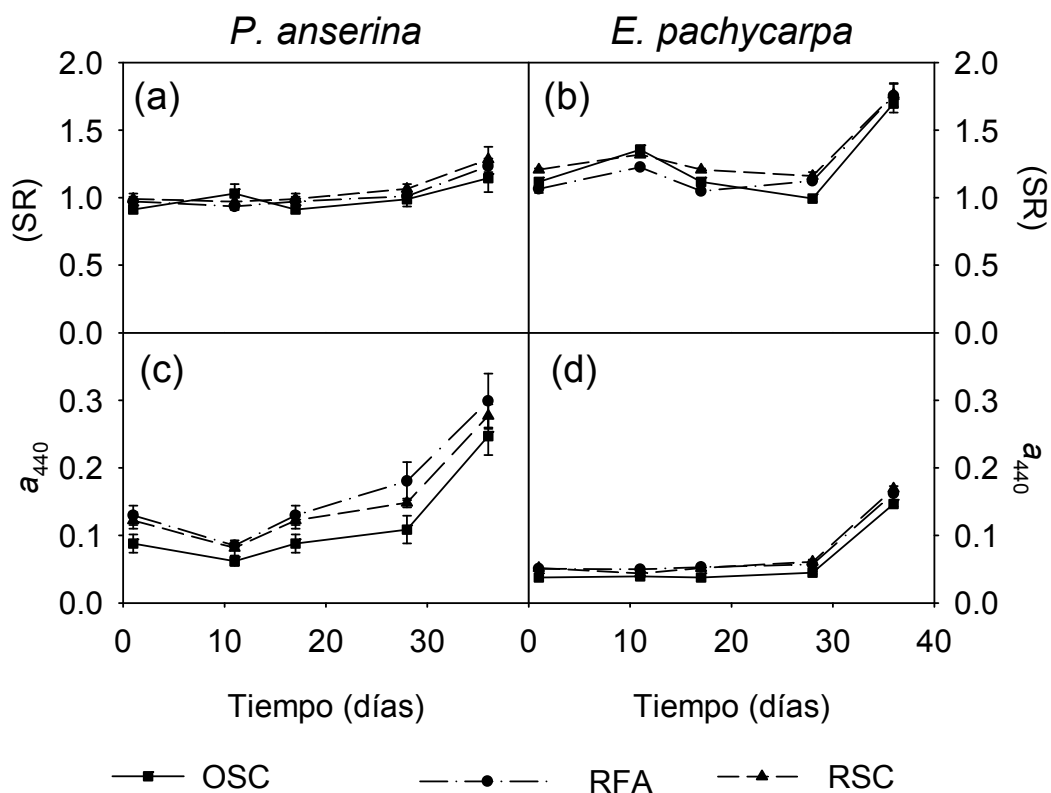 P. anserina E. pachycarpa
2.0 (a) (b) 2.0
1.5 1.5
(SR) (SR)
1.0 1.0
0.5 0.5
0.0 0.0
(c) (d)
0.3 0.3
a440 a440
0.2 0.2
0.1 0.1
0.0 0.0
0 10 20 30 0 10 20 30 40
Tiempo (días) Tiempo (días)
OSC RFA RSC